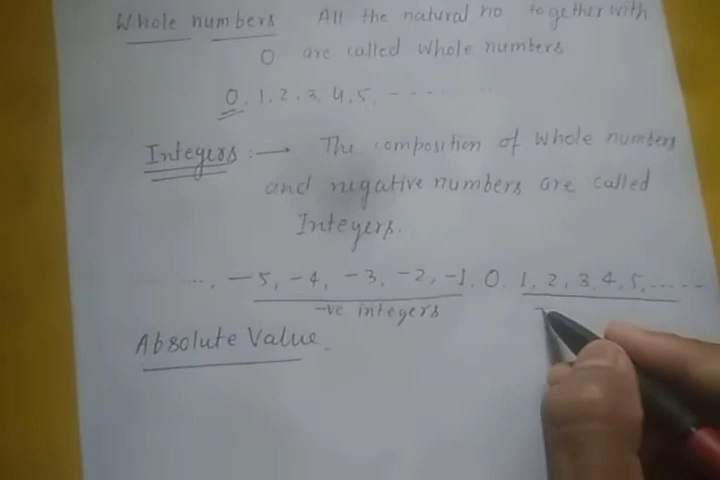 Whole numbers All the natural no together with
0 are called whole numbers
0, 1, 2, 3, 4, 5, - - - - - -
Integers :→ The composition of whole numbers
and negative numbers are called
Integers.
..., -5, -4, -3, -2, -1, 0, 1, 2, 3, 4, 5, ......
-ve integers
Absolute Value